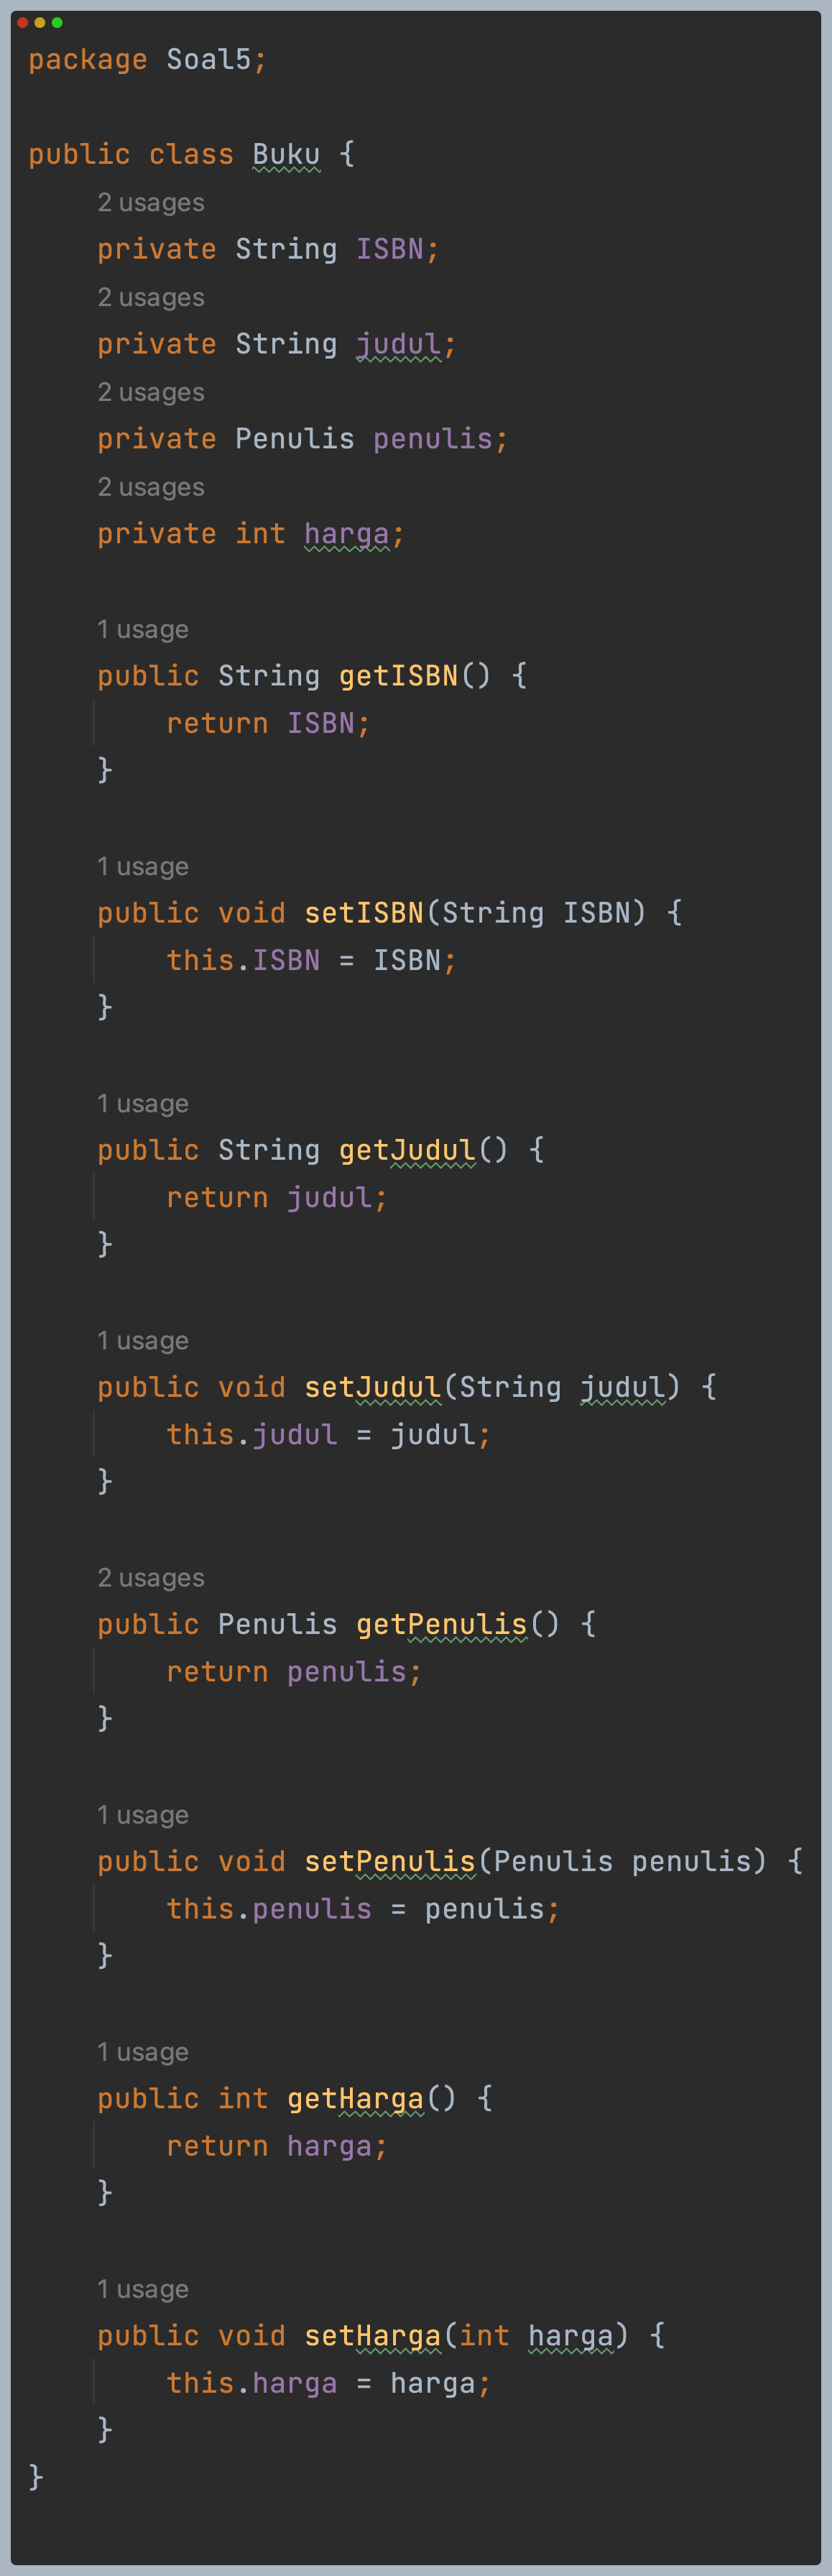 package Soal5;
public class Buku {
2 usages
private String ISBN;
2 usages
private String judul;
2 usages
private Penulis penulis;
2 usages
private int harga;
1 usage
public String getISBN() {
return ISBN;
}
1 usage
public void setISBN(String ISBN) {
this.ISBN = ISBN;
}
1 usage
public String getJudul() {
return judul;
}
1 usage
public void setJudul(String judul) {
this.judul = judul;
}
2 usages
public Penulis getPenulis() {
return penulis;
}
1 usage
public void setPenulis(Penulis penulis) {
this.penulis = penulis;
}
1 usage
public int getHarga() {
return harga;
}
1 usage
public void setHarga(int harga) {
this.harga = harga;
}
}